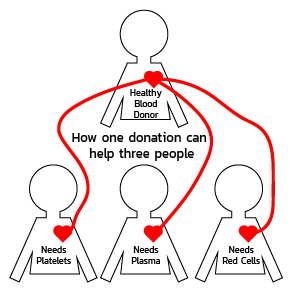 Healthy
Blood
Donor
How one donation can
help three people
Needs
Platelets
Needs
Plasma
Needs
Red Cells